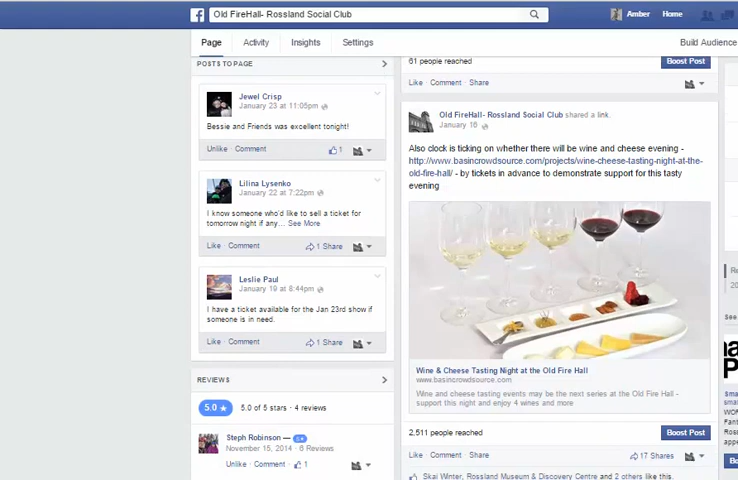 Old FireHall- Rossland Social Club
Amber
Home
Page
Activity
Insights
Settings
Build Audience
POSTS TO PAGE
Jewel Crisp
January 23 at 11:05pm
Bessie and Friends was excellent tonight!
Unlike · Comment
1
Lilina Lysenko
January 22 at 7:22pm
I know someone who'd like to sell a ticket for
tomorrow night if any... See More
Like · Comment
1 Share
Leslie Paul
January 19 at 8:44pm
I have a ticket available for the Jan 23rd show if
someone is in need.
Like · Comment
1 Share
REVIEWS
5.0 ★
5.0 of 5 stars · 4 reviews
Steph Robinson — 5★
November 15, 2014 · 6 Reviews
Unlike · Comment · 1
61 people reached
Boost Post
Like · Comment · Share
Old FireHall- Rossland Social Club shared a link.
January 16
Also clock is ticking on whether there will be wine and cheese evening -
http://www.basincrowdsource.com/projects/wine-cheese-tasting-night-at-the-
old-fire-hall/ - by tickets in advance to demonstrate support for this tasty
evening
Wine & Cheese Tasting Night at the Old Fire Hall
www.basincrowdsource.com
Wine and cheese tasting events may be the next series at the Old Fire Hall -
support this night and enjoy 4 wines and more
2,511 people reached
Boost Post
Like · Comment · Share
17 Shares
Skai Winter, Rossland Museum & Discovery Centre and 2 others like this.
See